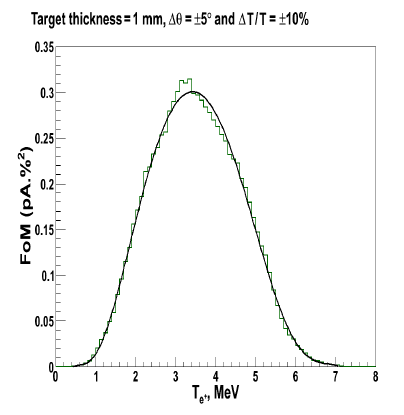 Target thickness = 1 mm, Δθ = ±5° and ΔT/T = ±10%
FoM (pA.%²)
0.35
0.3
0.25
0.2
0.15
0.1
0.05
0
0 1 2 3 4 5 6 7 8
Tₑ₊, MeV